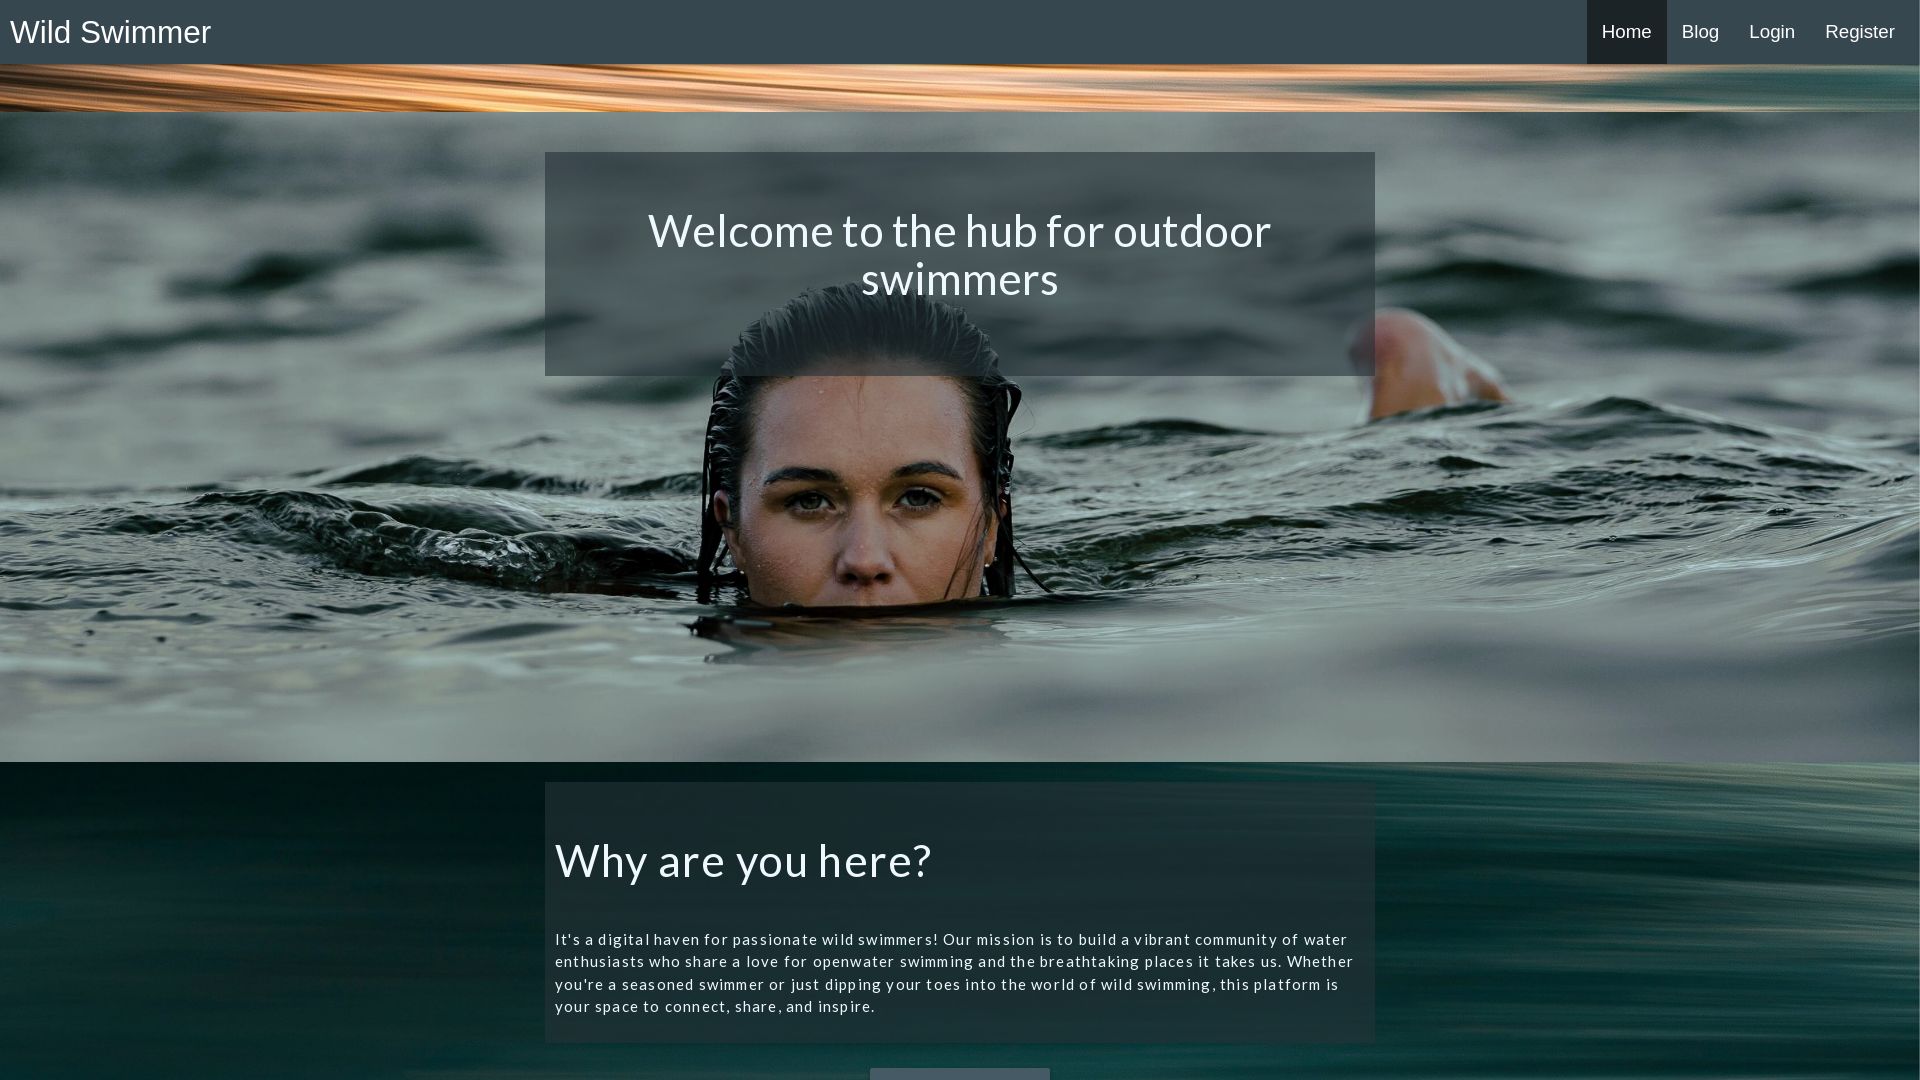 Wild Swimmer
Home
Blog
Login
Register
Welcome to the hub for outdoor
swimmers
Why are you here?
It's a digital haven for passionate wild swimmers! Our mission is to build a vibrant community of water
enthusiasts who share a love for openwater swimming and the breathtaking places it takes us. Whether
you're a seasoned swimmer or just dipping your toes into the world of wild swimming, this platform is
your space to connect, share, and inspire.